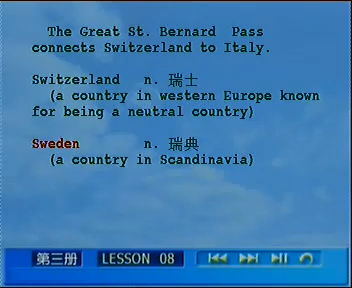 The Great St. Bernard Pass
connects Switzerland to Italy.
Switzerland n. 瑞士
(a country in western Europe known
for being a neutral country)
Sweden n. 瑞典
(a country in Scandinavia)
第三册 LESSON 08